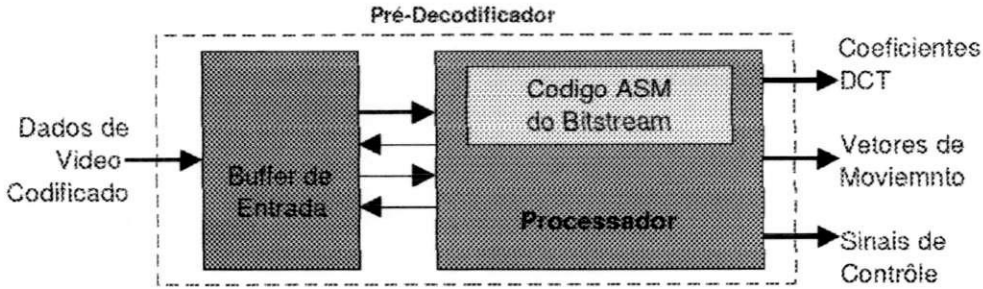 Pré-Decodificador
Dados de
Video
Codificado
Buffer de
Entrada
Codigo ASM
do Bitstream
Processador
Coeficientes
DCT
Vetores de
Moviemnto
Sinais de
Contrôle